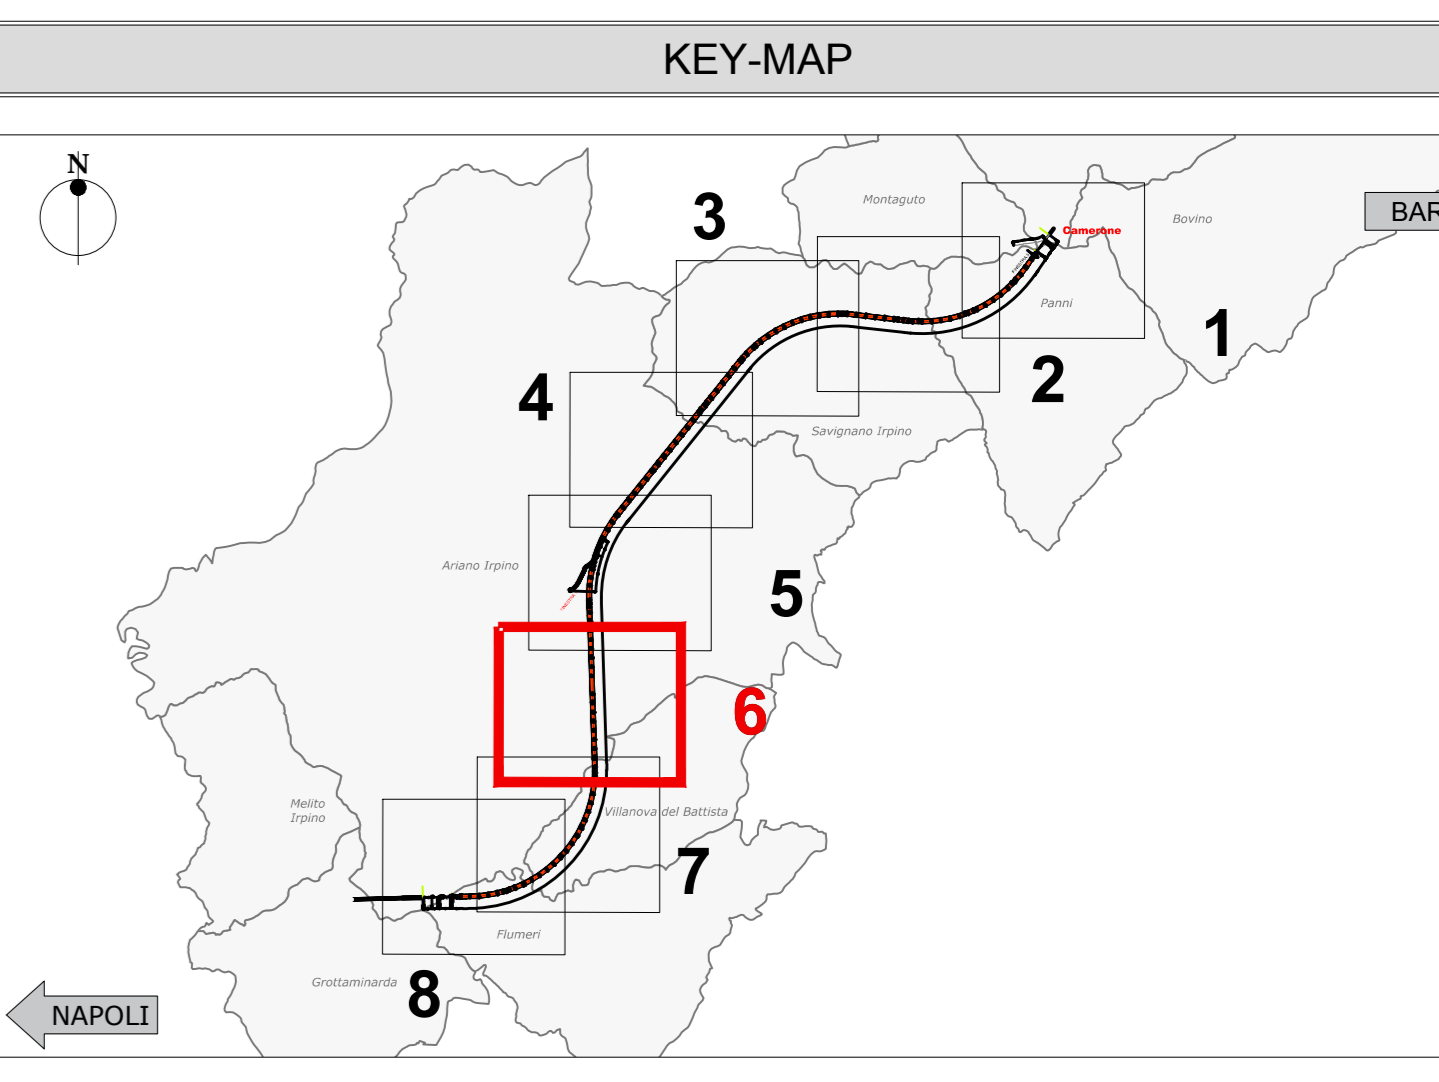 KEY-MAP
N
3
Montaguto
Bovino
BAR
Camerone
Panni
1
2
4
Savignano Irpino
Ariano Irpino
5
6
Melito
Irpino
Villanova del Battista
7
Flumeri
Grottaminarda
8
NAPOLI